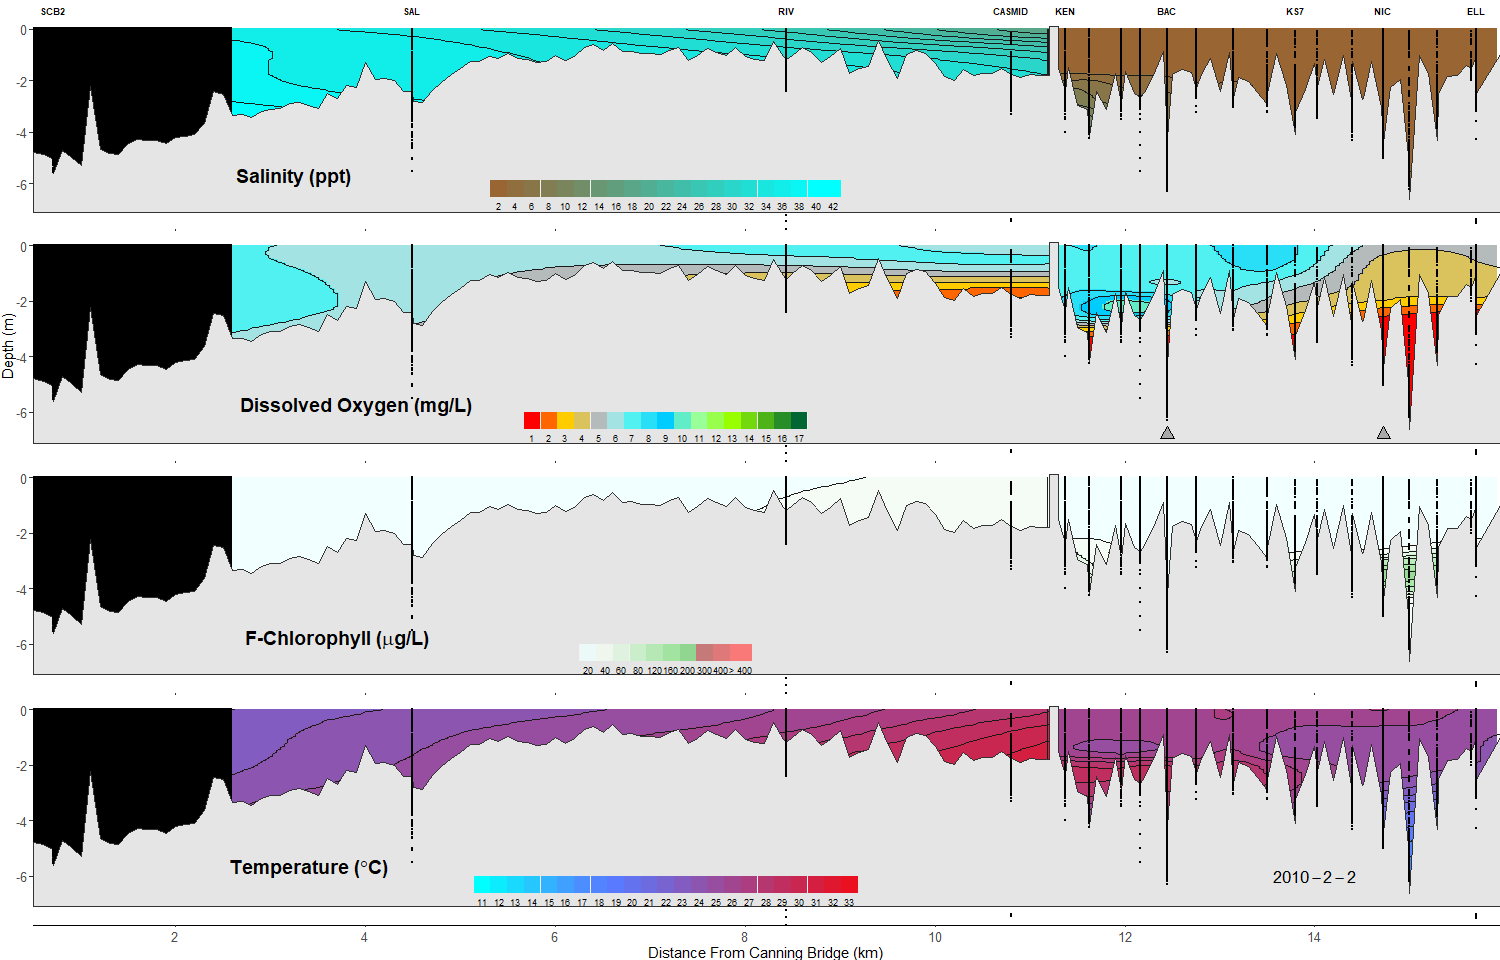 SCB2 SAL RIV CASMID KEN BAC KS7 NIC ELL
0
-2
-4
-6
Salinity (ppt)
2 4 6 8 10 12 14 16 18 20 22 24 26 28 30 32 34 36 38 40 42
0
-2
-4
-6
Dissolved Oxygen (mg/L)
1 2 3 4 5 6 7 8 9 10 11 12 13 14 15 16 17
Depth (m)
0
-2
-4
-6
F-Chlorophyll (μg/L)
20 40 60 80 120 160 200 300 400 > 400
0
-2
-4
-6
Temperature (°C)
2010-2-2
11 12 13 14 15 16 17 18 19 20 21 22 23 24 25 26 27 28 29 30 31 32 33
2 4 6 8 10 12 14
Distance From Canning Bridge (km)